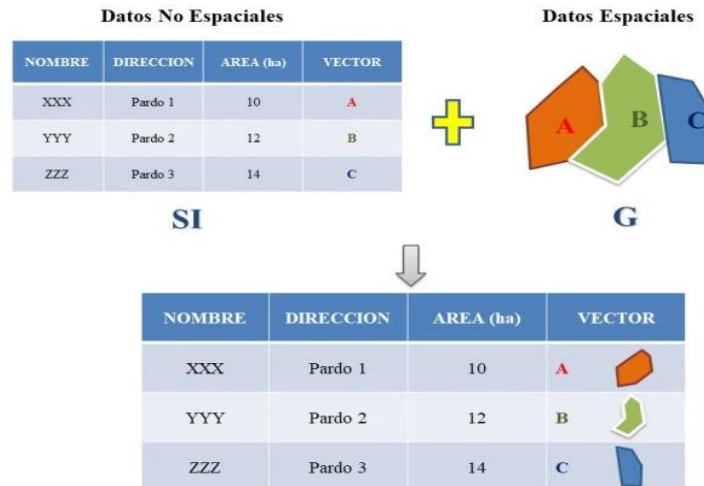 Datos No Espaciales
Datos Espaciales
NOMBRE DIRECCION AREA (ha) VECTOR
XXX Pardo 1 10 A
YYY Pardo 2 12 B
ZZZ Pardo 3 14 C
SI
A B C
G
NOMBRE DIRECCION AREA (ha) VECTOR
XXX Pardo 1 10 A
YYY Pardo 2 12 B
ZZZ Pardo 3 14 C